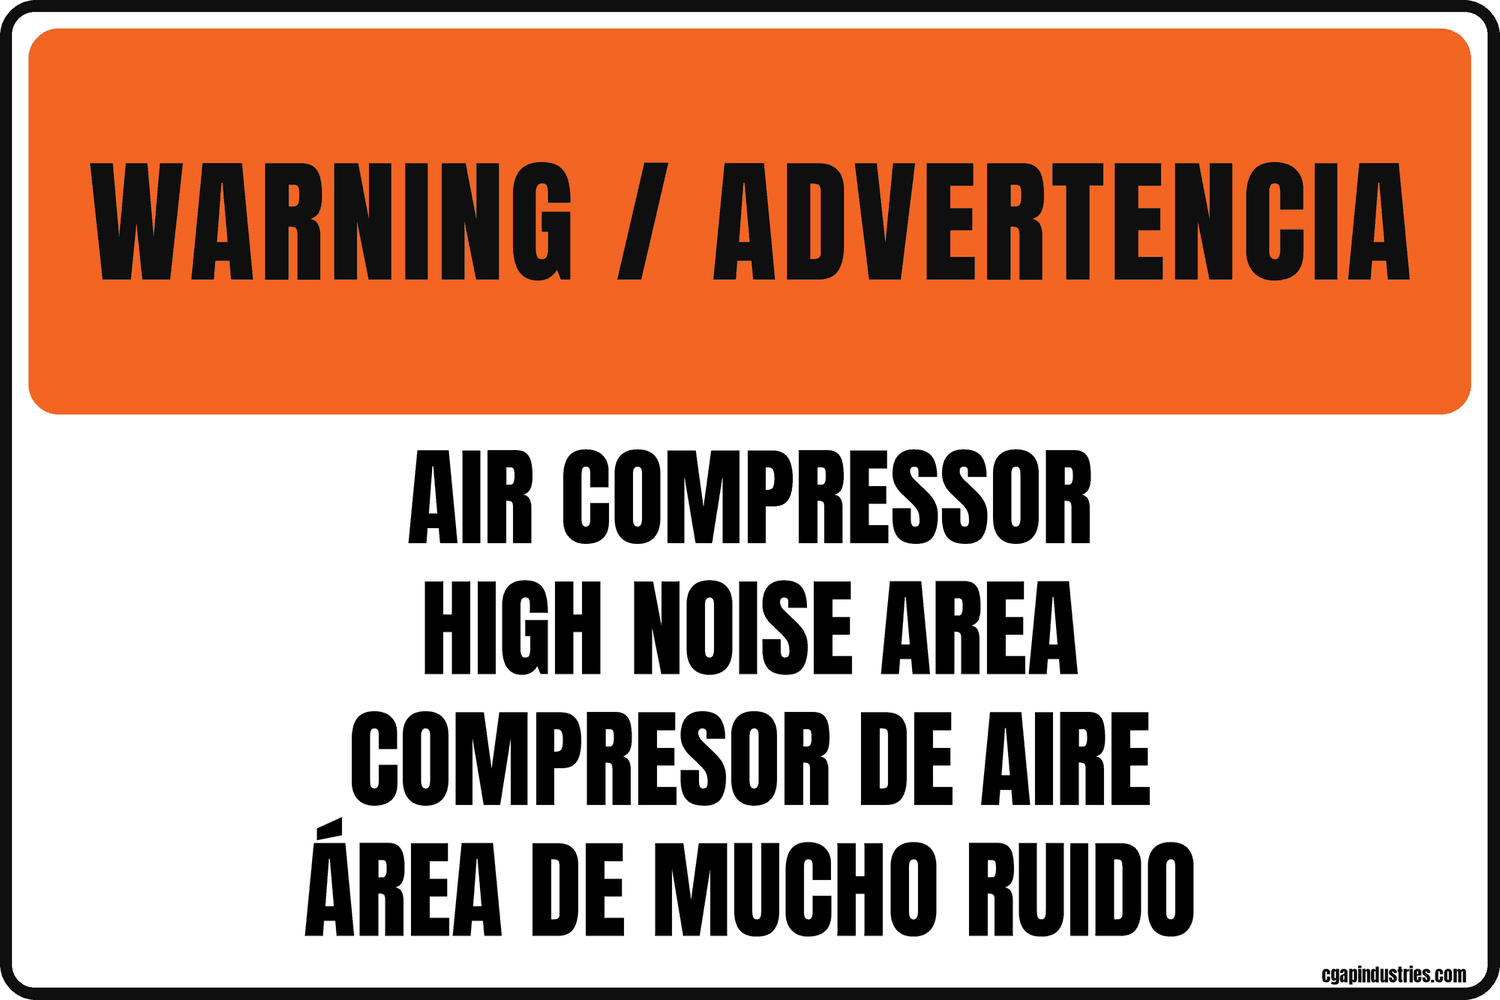 WARNING / ADVERTENCIA
AIR COMPRESSOR
HIGH NOISE AREA
COMPRESOR DE AIRE
ÁREA DE MUCHO RUIDO
cgapindustries.com